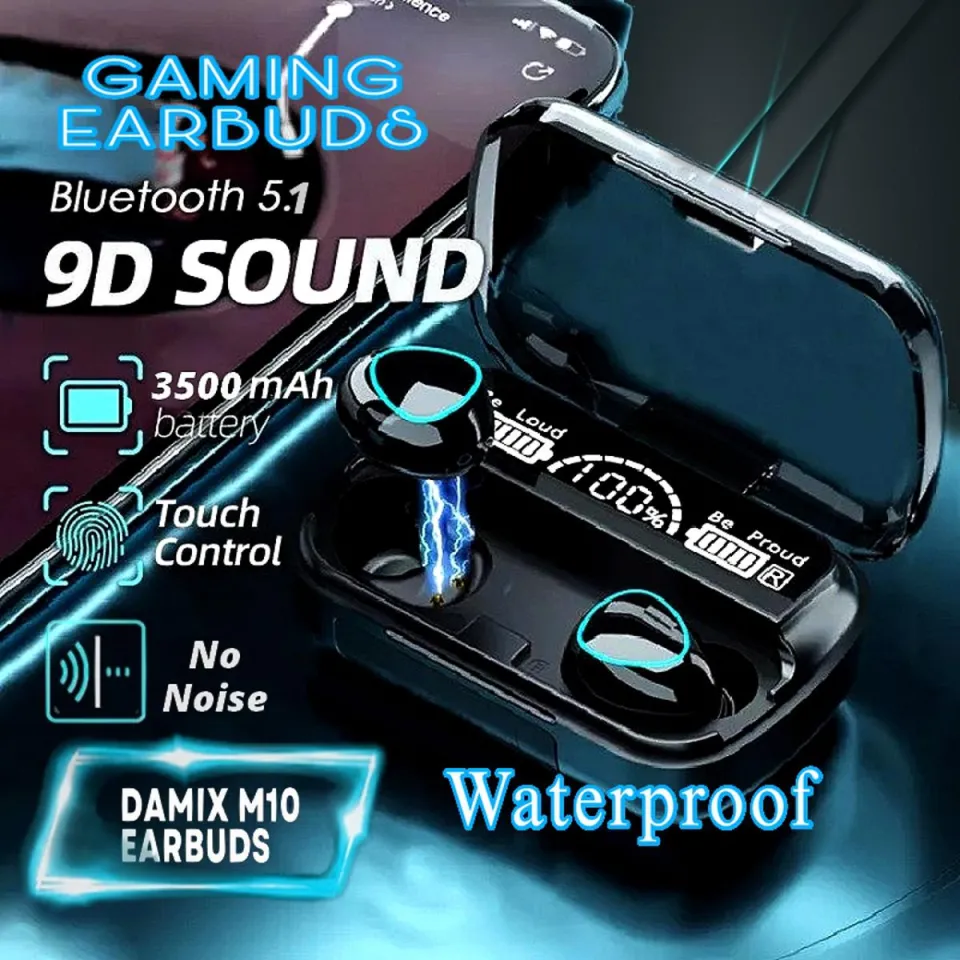 GAMING
EARBUDS
Bluetooth 5.1
9D SOUND
3500 mAh
battery
Touch
Control
No
Noise
DAMIX M10
EARBUDS
Be Loud
100%
Be Proud
R
Waterproof